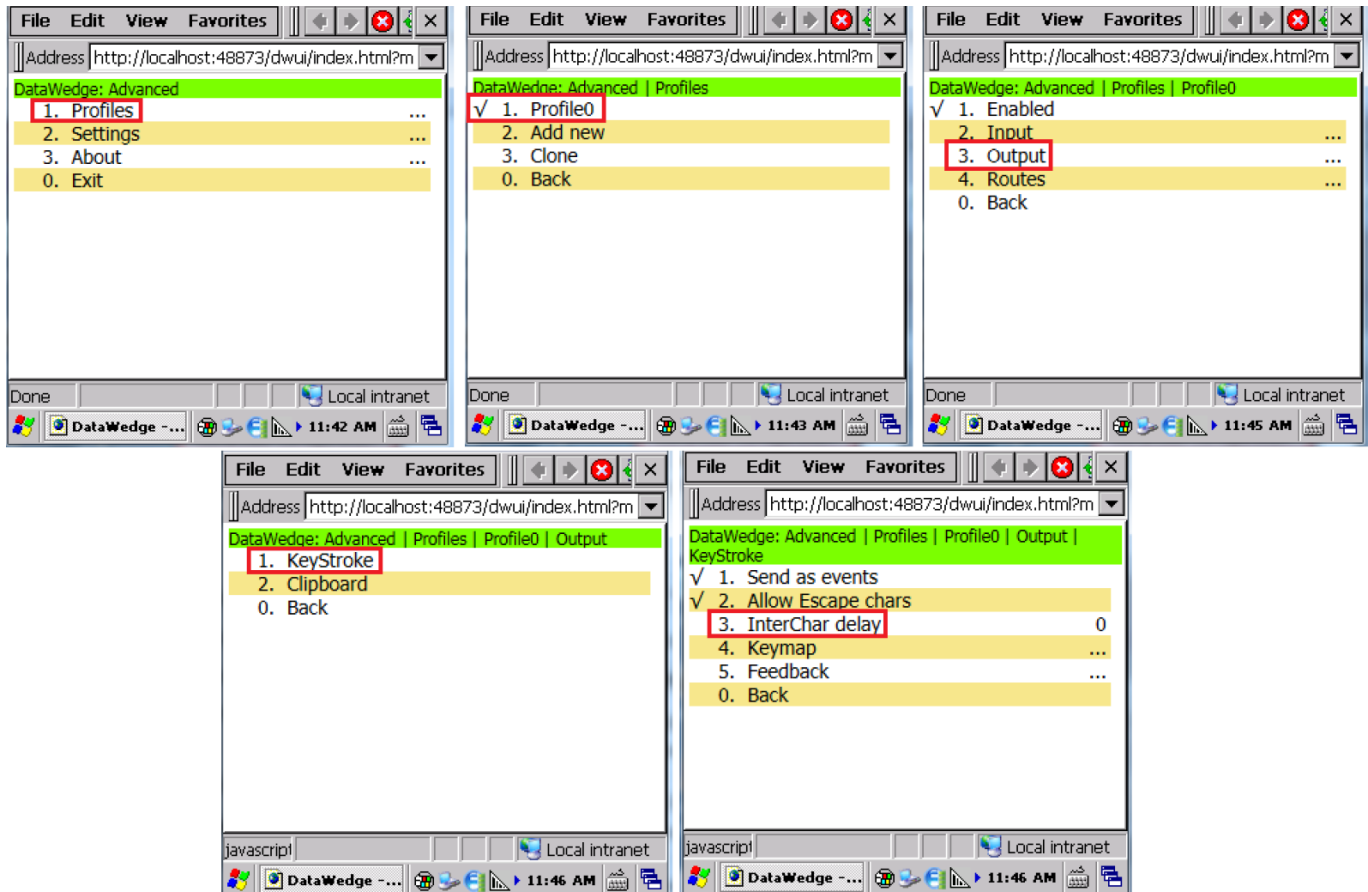 File Edit View Favorites
Address http://localhost:48873/dwui/index.html?m
DataWedge: Advanced
1. Profiles ...
2. Settings ...
3. About ...
0. Exit
Done Local intranet
DataWedge -... 11:42 AM
File Edit View Favorites
Address http://localhost:48873/dwui/index.html?m
DataWedge: Advanced | Profiles
√ 1. Profile0
2. Add new
3. Clone
0. Back
Done Local intranet
DataWedge -... 11:43 AM
File Edit View Favorites
Address http://localhost:48873/dwui/index.html?m
DataWedge: Advanced | Profiles | Profile0
√ 1. Enabled
2. Input ...
3. Output ...
4. Routes ...
0. Back
Done Local intranet
DataWedge -... 11:45 AM
File Edit View Favorites
Address http://localhost:48873/dwui/index.html?m
DataWedge: Advanced | Profiles | Profile0 | Output
1. KeyStroke
2. Clipboard
0. Back
javascript Local intranet
DataWedge -... 11:46 AM
File Edit View Favorites
Address http://localhost:48873/dwui/index.html?m
DataWedge: Advanced | Profiles | Profile0 | Output |
KeyStroke
√ 1. Send as events
√ 2. Allow Escape chars
3. InterChar delay 0
4. Keymap ...
5. Feedback ...
0. Back
javascript Local intranet
DataWedge -... 11:46 AM